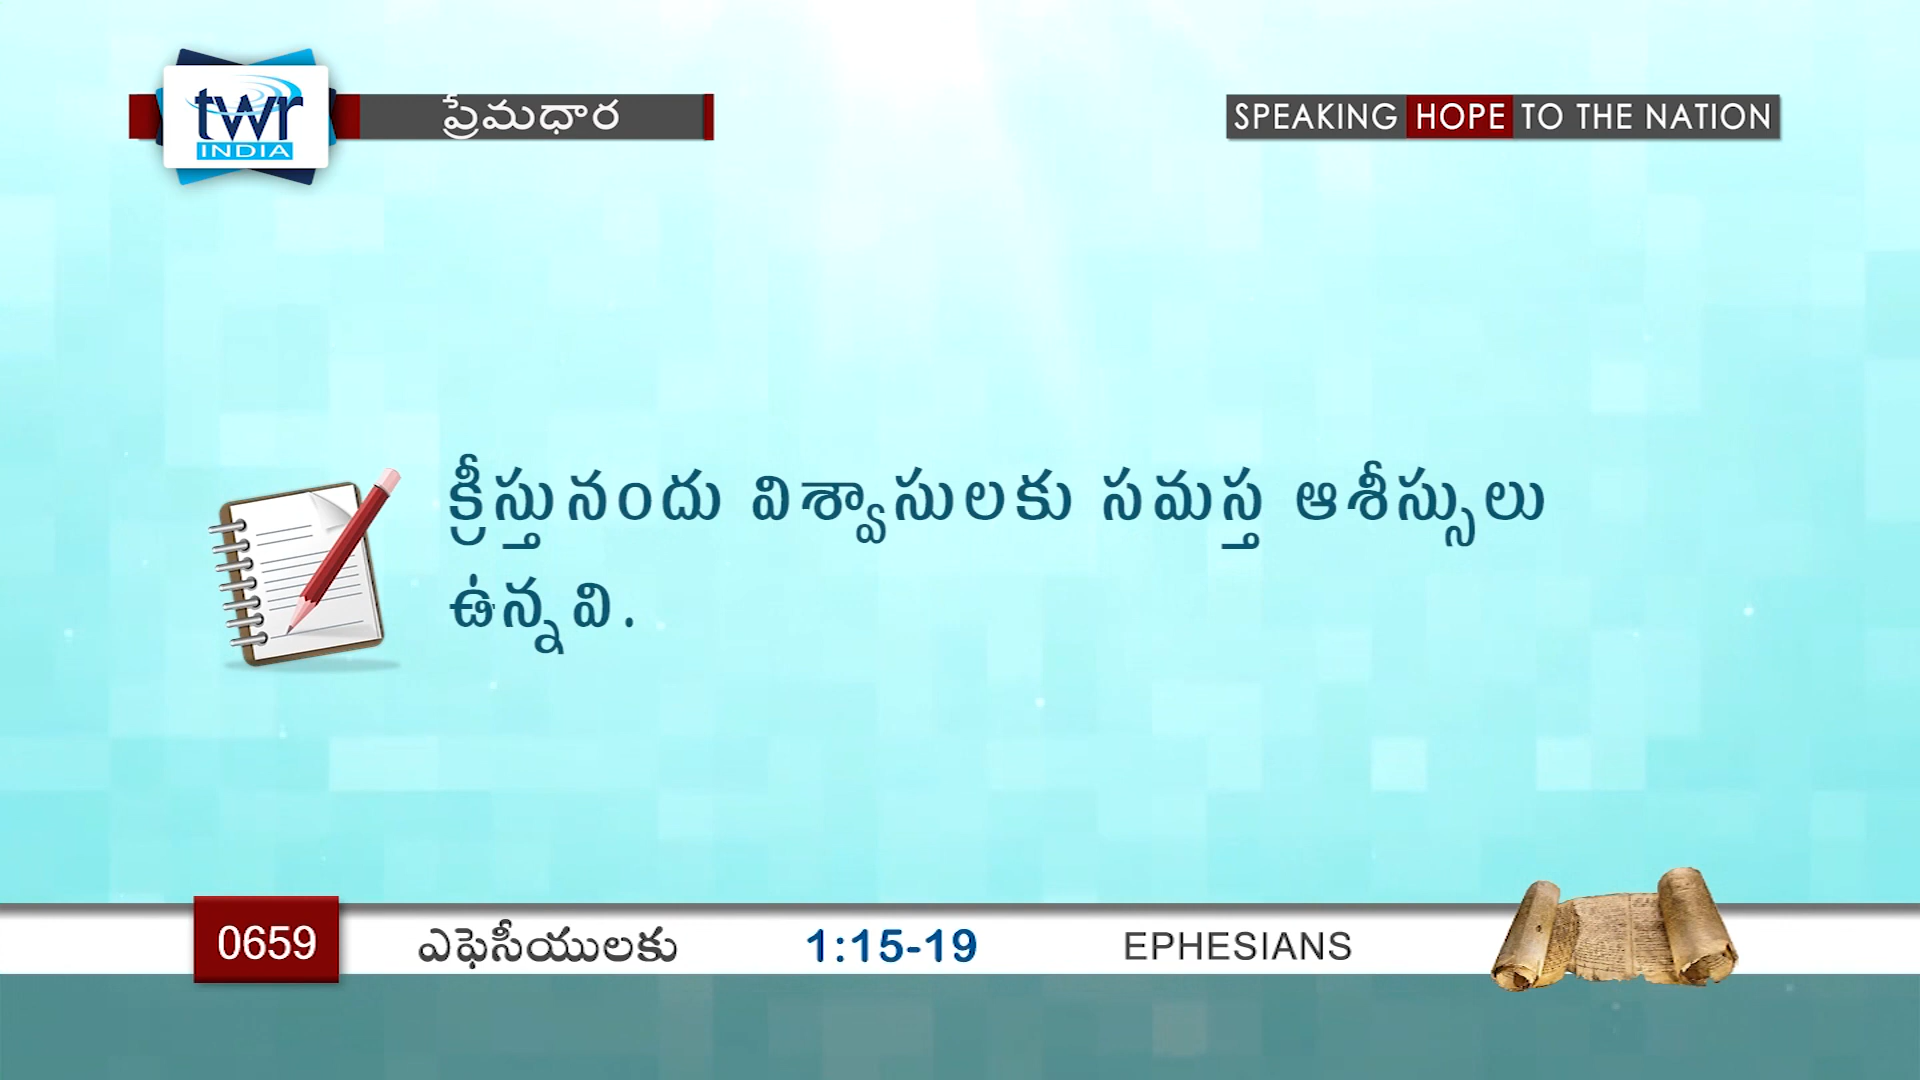 twr
INDIA
ప్రేమధార
SPEAKING HOPE TO THE NATION
క్రీస్తునందు విశ్వాసులకు సమస్త ఆశీస్సులు
ఉన్నవి.
0659
ఎఫెసీయులకు
1:15-19
EPHESIANS